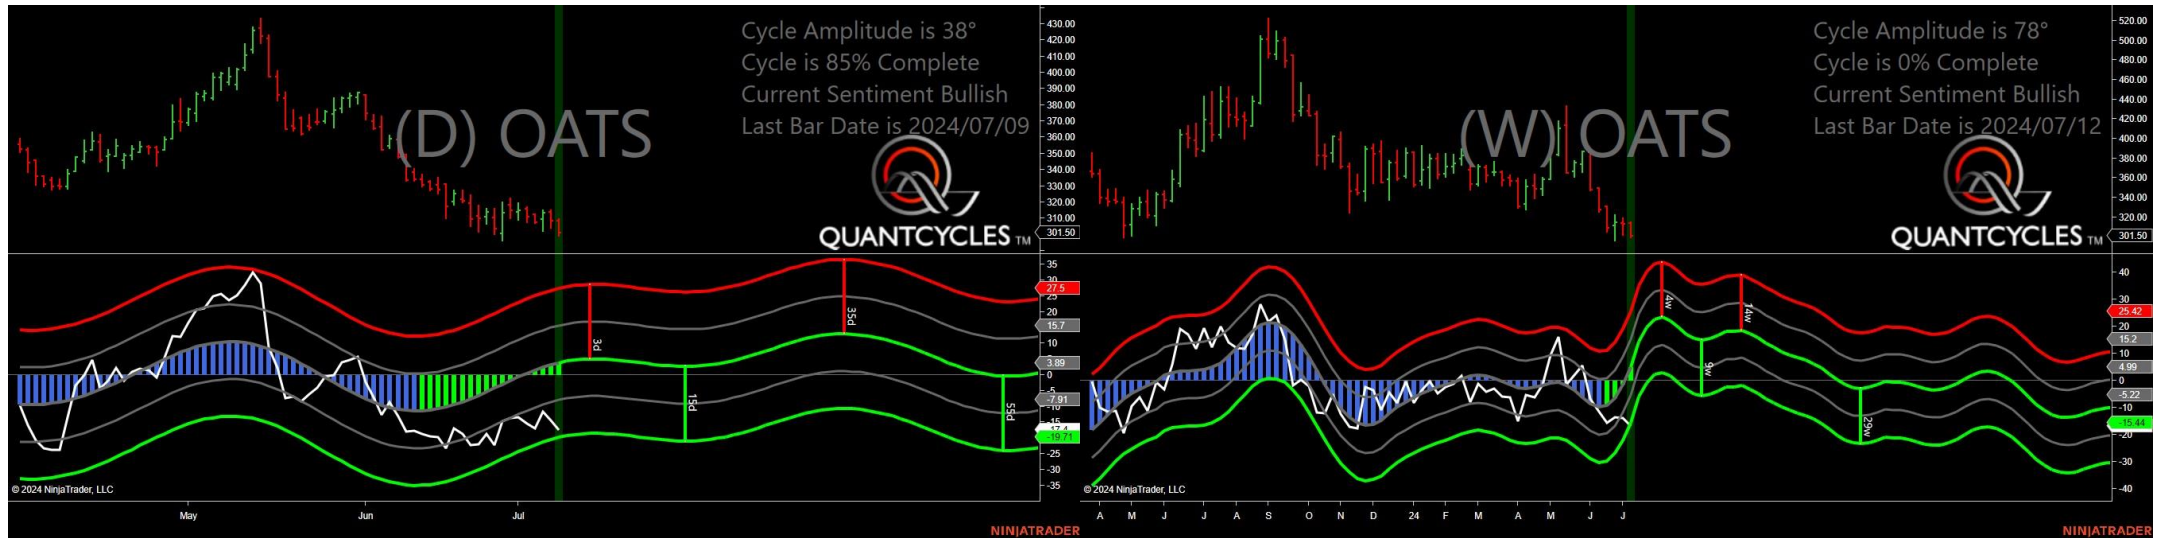 Cycle Amplitude is 38°
Cycle is 85% Complete
Current Sentiment Bullish
Last Bar Date is 2024/07/09
(D) OATS
QUANTCYCLES TM
430.00
420.00
410.00
400.00
390.00
380.00
370.00
360.00
350.00
340.00
330.00
320.00
310.00
301.50
35
30
27.5
25
15.7
10
3.89
0
-5
-7.91
-10
-15
-17.4
-19.71
-25
-30
-35
3d
15d
35d
55d
© 2024 NinjaTrader, LLC
May
Jun
Jul
NINJATRADER
Cycle Amplitude is 78°
Cycle is 0% Complete
Current Sentiment Bullish
Last Bar Date is 2024/07/12
(W) OATS
QUANTCYCLES TM
520.00
500.00
480.00
460.00
440.00
420.00
400.00
380.00
360.00
340.00
320.00
301.50
40
30
25.42
20
15.2
10
4.99
0
-5.22
-10
-15.44
-20
-30
-40
4w
9w
14w
29w
© 2024 NinjaTrader, LLC
A M J J A S O N D 24 F M A M J J
NINJATRADER